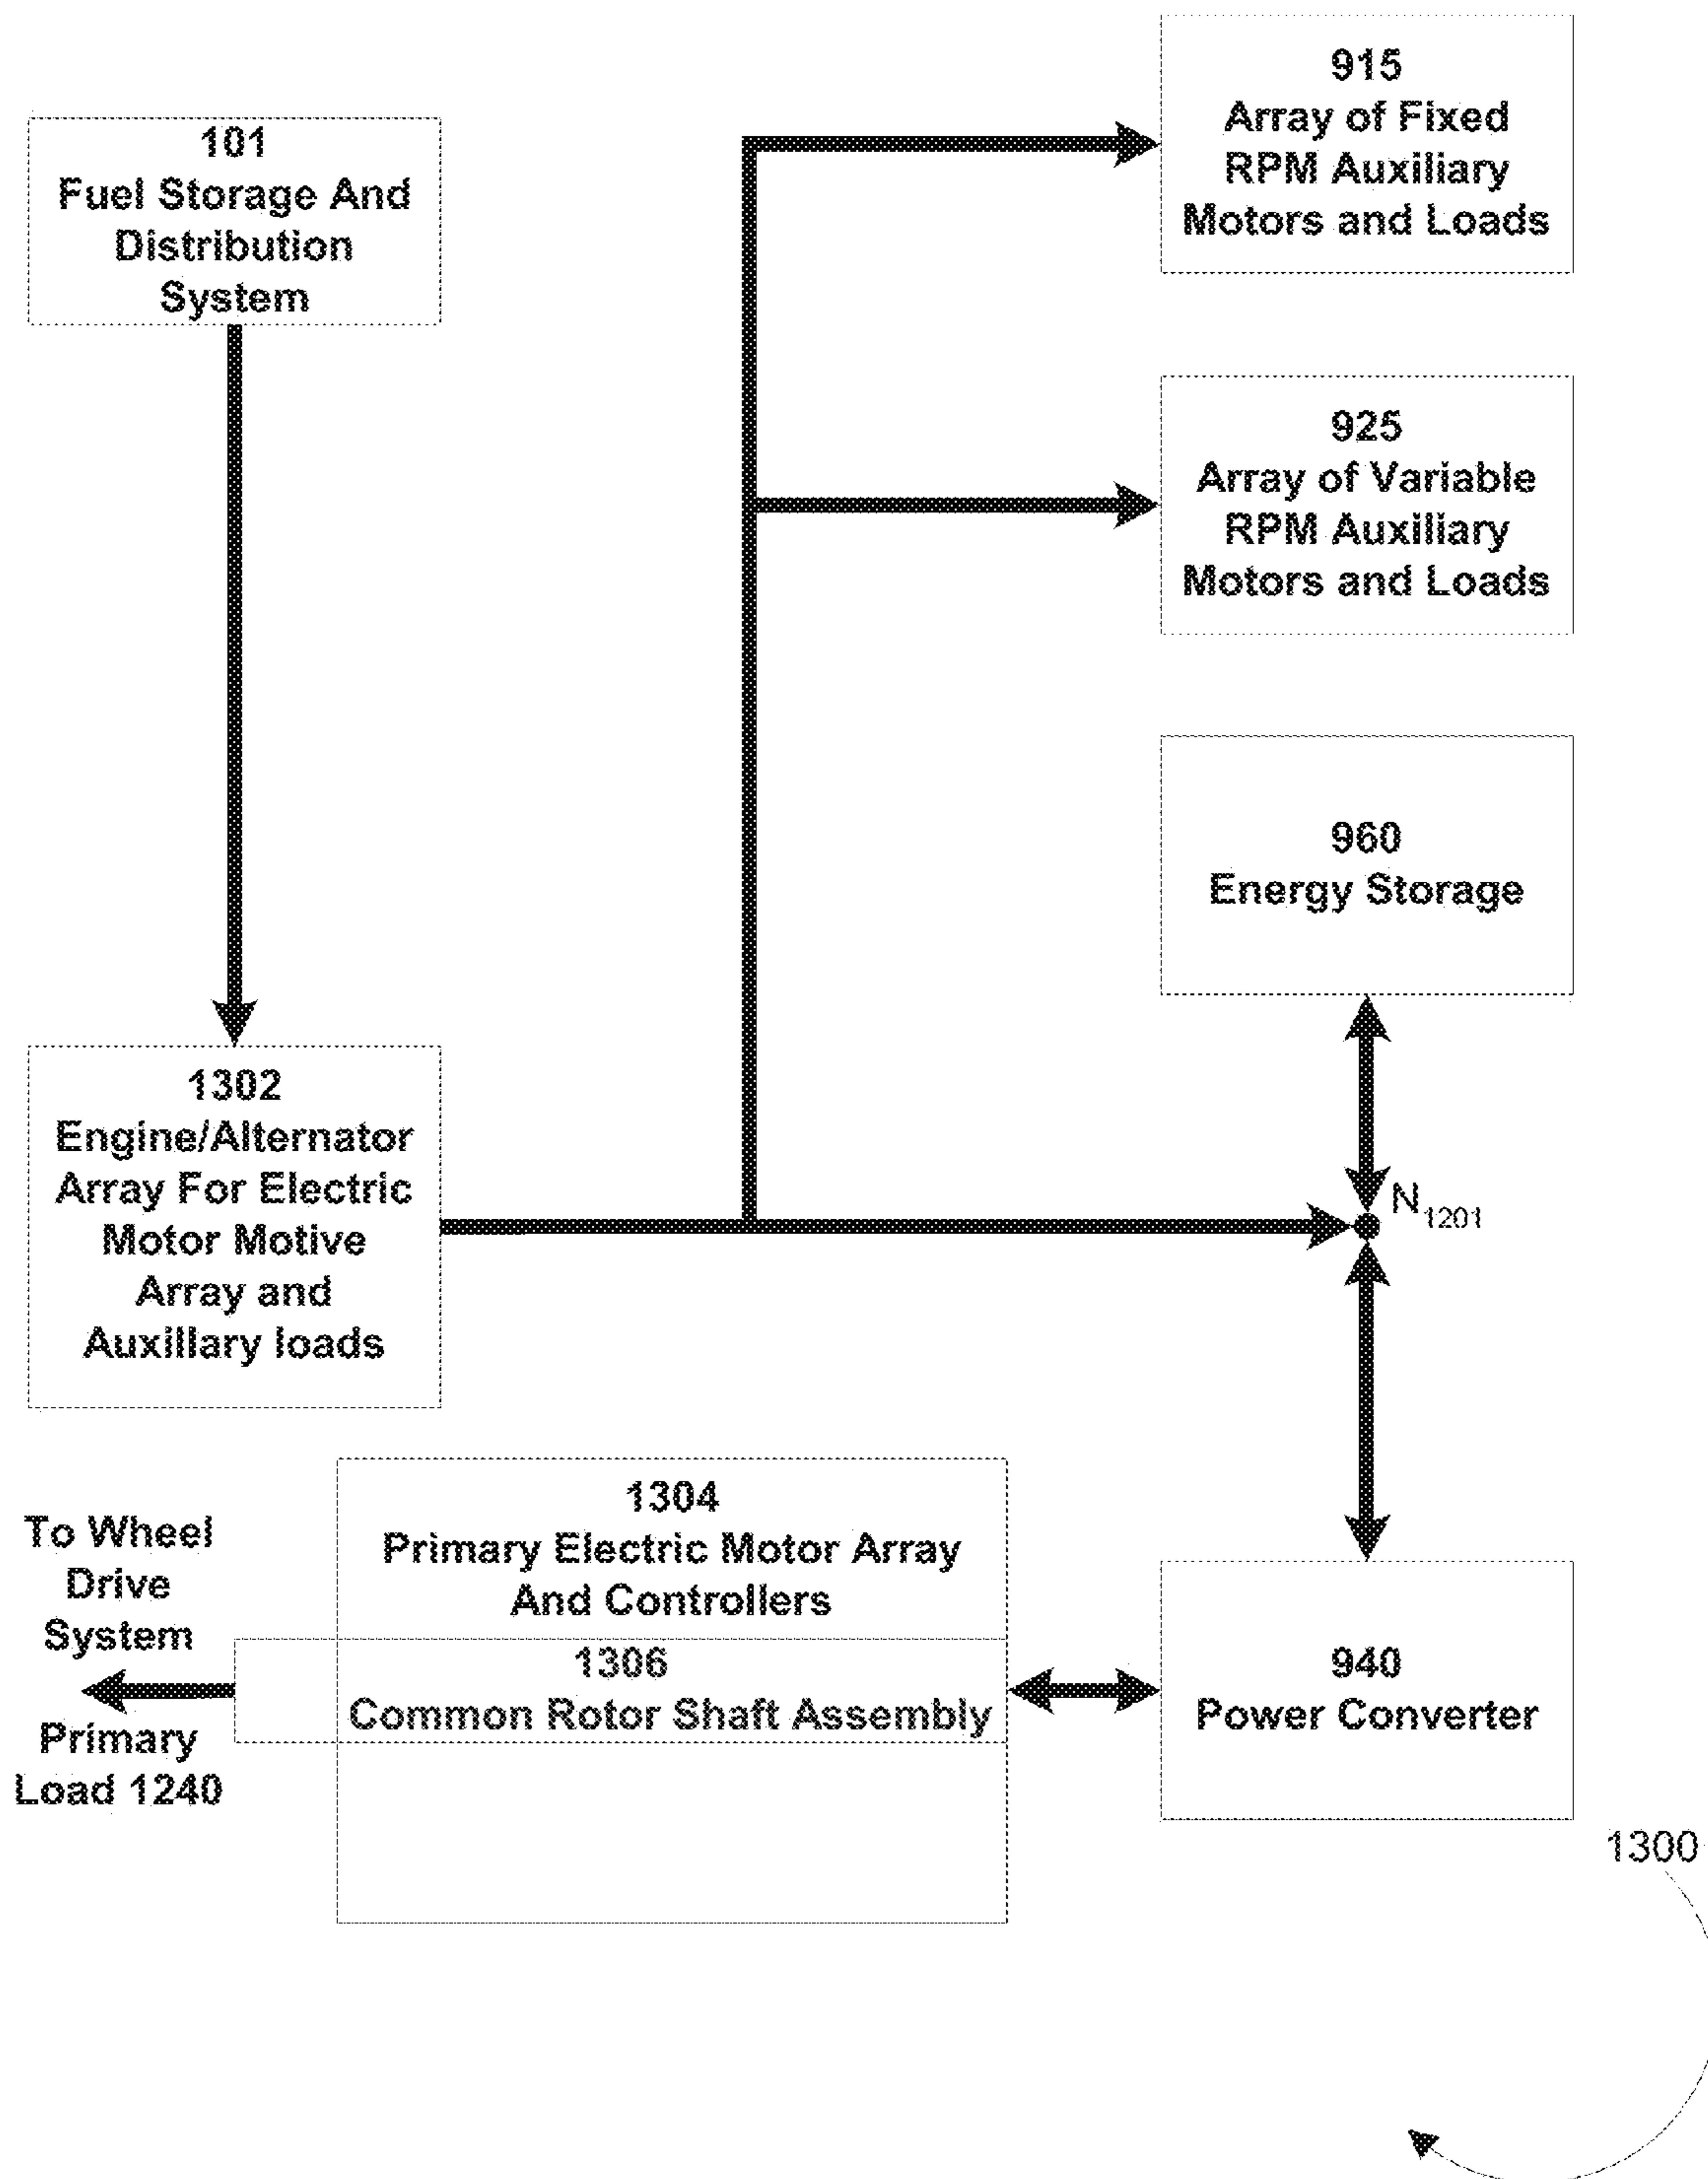 915
Array of Fixed
RPM Auxiliary
Motors and Loads
101
Fuel Storage And
Distribution
System
925
Array of Variable
RPM Auxiliary
Motors and Loads
960
Energy Storage
1302
Engine/Alternator
Array For Electric
Motor Motive
Array and
Auxillary loads
N1201
1304
Primary Electric Motor Array
And Controllers
To Wheel
Drive
System
1306
Common Rotor Shaft Assembly
940
Power Converter
Primary
Load 1240
1300